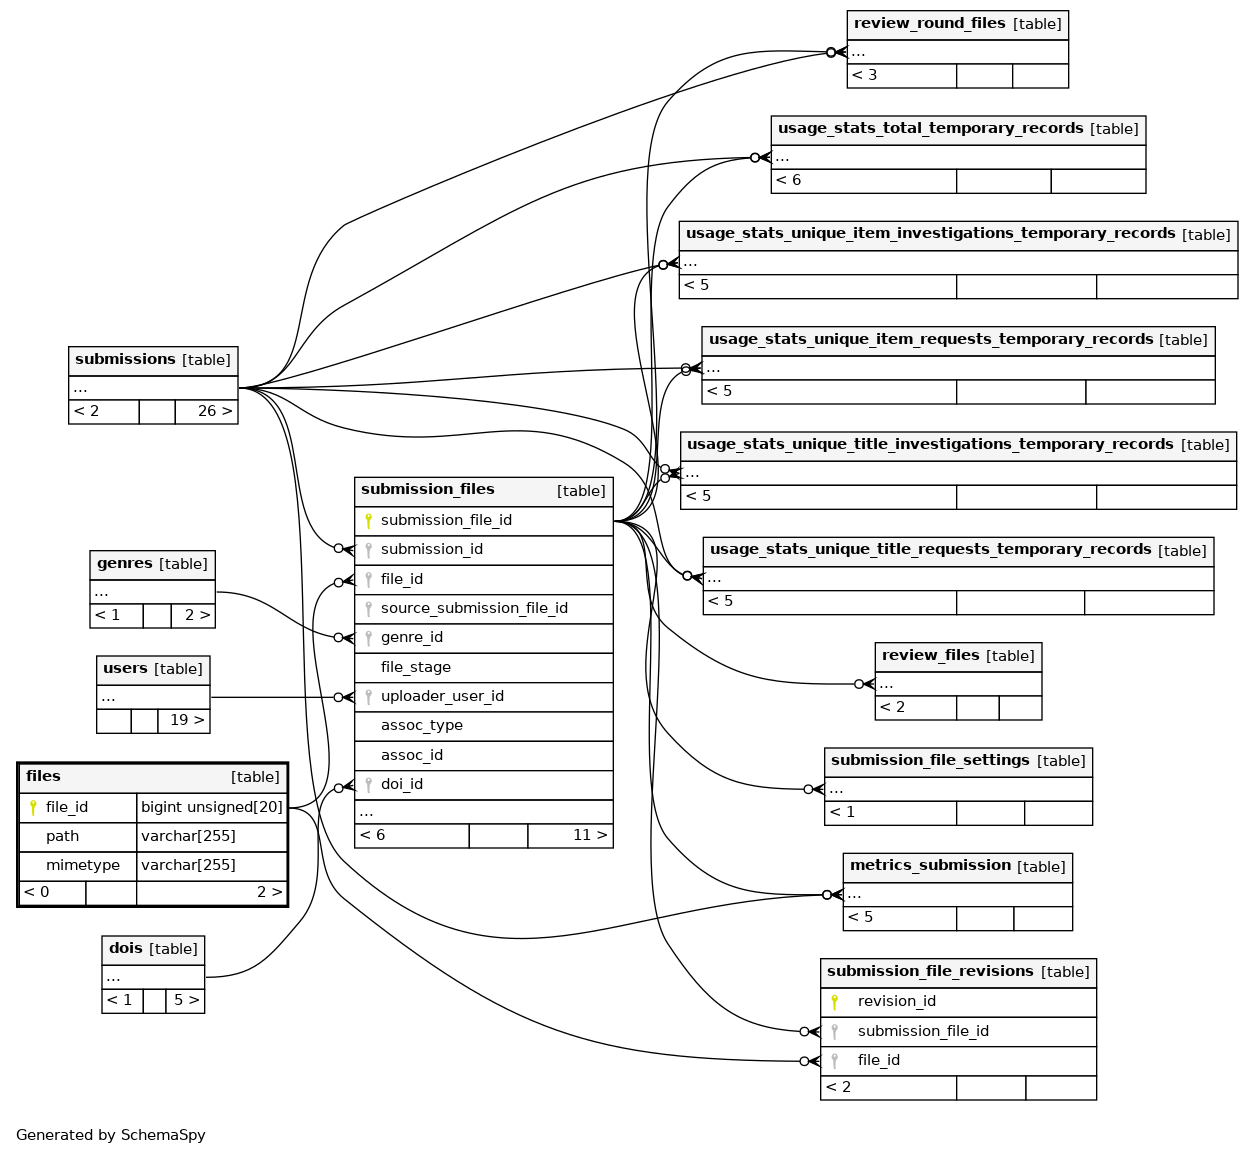 review_round_files [table]
...
< 3
usage_stats_total_temporary_records [table]
...
< 6
usage_stats_unique_item_investigations_temporary_records [table]
...
< 5
usage_stats_unique_item_requests_temporary_records [table]
...
< 5
submissions [table]
...
< 2 26 >
usage_stats_unique_title_investigations_temporary_records [table]
...
< 5
submission_files [table]
submission_file_id
submission_id
file_id
source_submission_file_id
genre_id
file_stage
uploader_user_id
assoc_type
assoc_id
doi_id
...
< 6 11 >
usage_stats_unique_title_requests_temporary_records [table]
...
< 5
genres [table]
...
< 1 2 >
users [table]
...
19 >
review_files [table]
...
< 2
files [table]
file_id bigint unsigned[20]
path varchar[255]
mimetype varchar[255]
< 0 2 >
submission_file_settings [table]
...
< 1
metrics_submission [table]
...
< 5
dois [table]
...
< 1 5 >
submission_file_revisions [table]
revision_id
submission_file_id
file_id
< 2
Generated by SchemaSpy